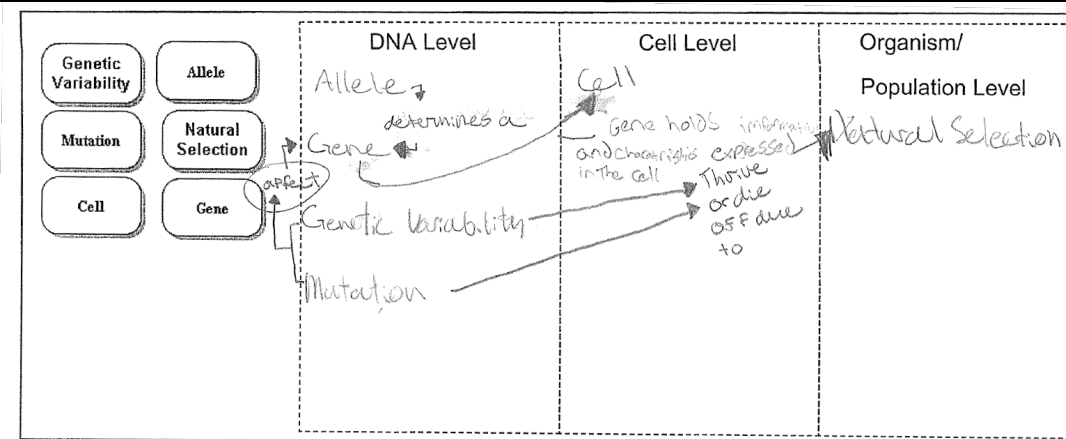 Genetic
Variability
Allele
Mutation
Natural
Selection
Cell
Gene
DNA Level
Allele
determines a
Gene
affect
Genetic Variability
Mutation
Cell Level
Cell
Gene holds
and
expressed
in the cell
Thrive
or die
off due
to
Organism/
Population Level
Natural Selection